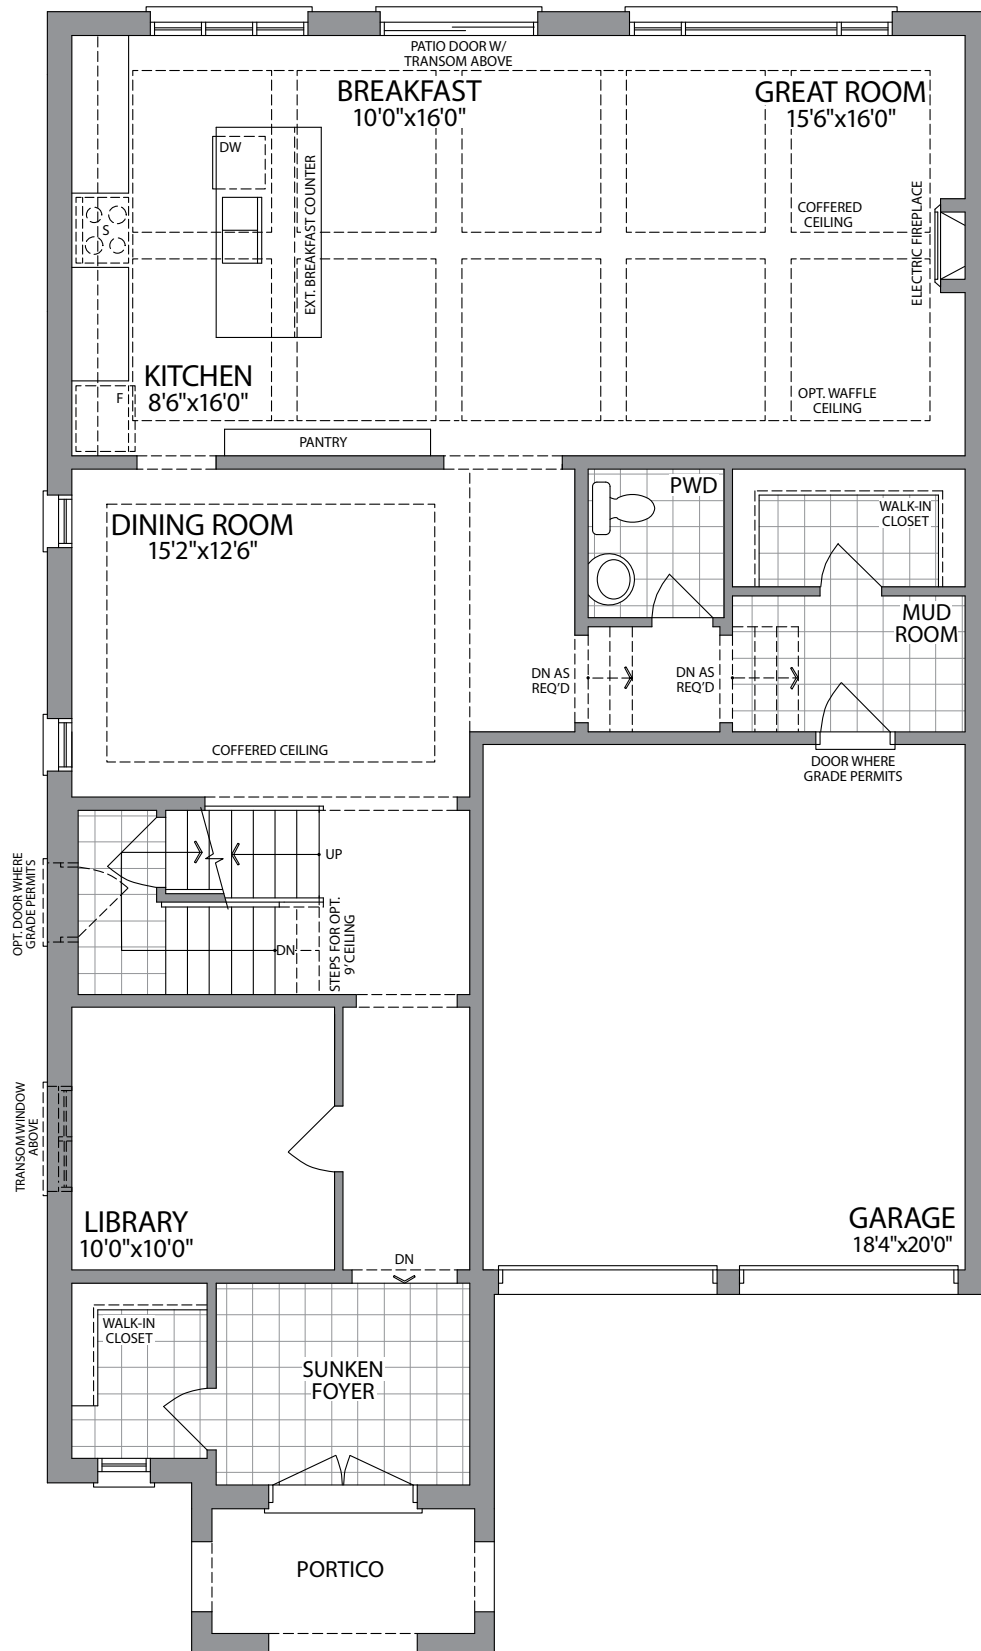 PATIO DOOR W/
TRANSOM ABOVE
BREAKFAST
10'0"x16'0"
GREAT ROOM
15'6"x16'0"
DW
EXT. BREAKFAST COUNTER
S
COFFERED
CEILING
ELECTRIC FIREPLACE
KITCHEN
8'6"x16'0"
F
OPT. WAFFLE
CEILING
PANTRY
DINING ROOM
15'2"x12'6"
PWD
WALK-IN
CLOSET
MUD
ROOM
DN AS
REQ'D
DN AS
REQ'D
COFFERED CEILING
DOOR WHERE
GRADE PERMITS
UP
OPT. DOOR WHERE
GRADE PERMITS
DN
STEPS FOR OPT.
9' CEILING
TRANSOM WINDOW
ABOVE
LIBRARY
10'0"x10'0"
GARAGE
18'4"x20'0"
DN
WALK-IN
CLOSET
SUNKEN
FOYER
PORTICO